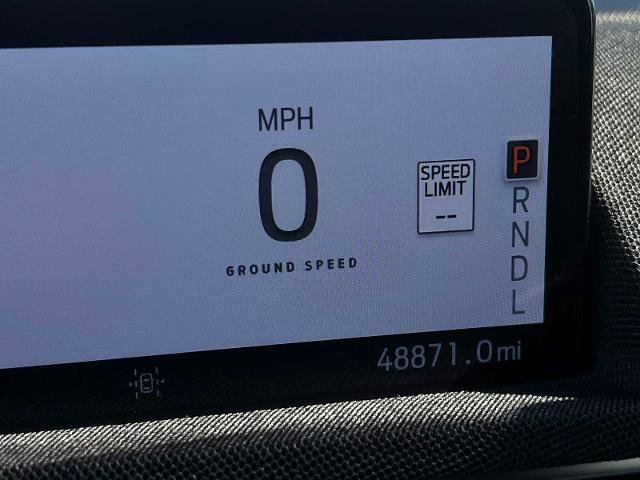 MPH
0
GROUND SPEED
SPEED
LIMIT
--
P
R
N
D
L
48871.0mi